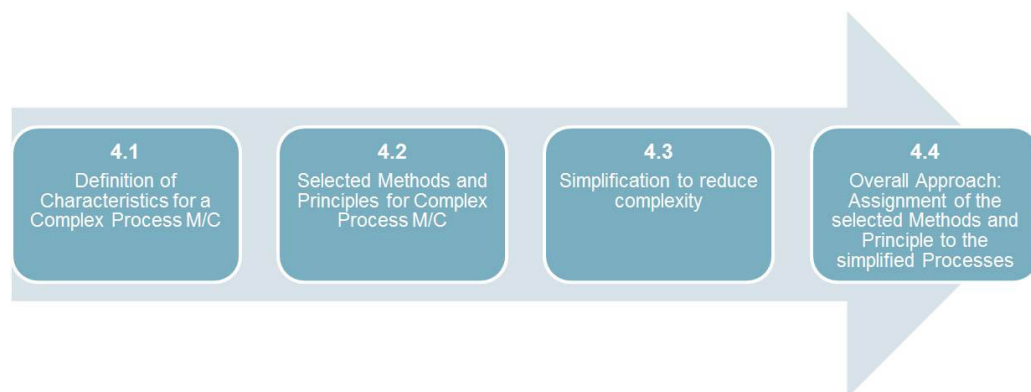 4.1
Definition of
Characteristics for a
Complex Process M/C
4.2
Selected Methods and
Principles for Complex
Process M/C
4.3
Simplification to reduce
complexity
4.4
Overall Approach:
Assignment of the
selected Methods and
Principle to the
simplified Processes